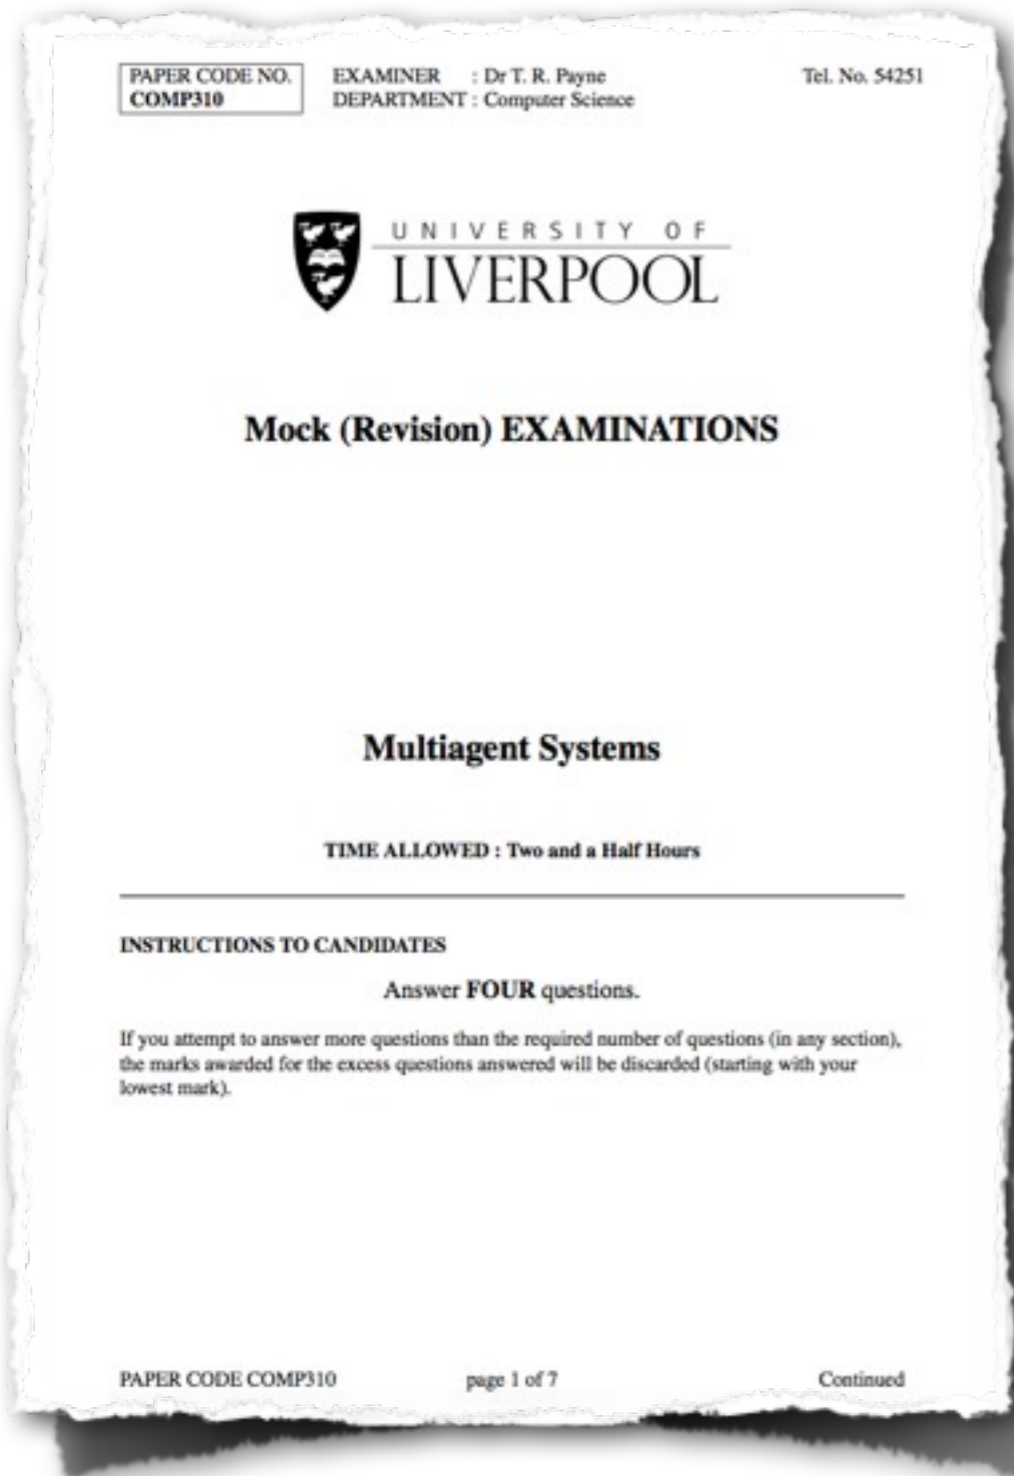 PAPER CODE NO.
COMP310
EXAMINER : Dr T. R. Payne
DEPARTMENT : Computer Science
Tel. No. 54251
UNIVERSITY OF
LIVERPOOL
Mock (Revision) EXAMINATIONS
Multiagent Systems
TIME ALLOWED : Two and a Half Hours
INSTRUCTIONS TO CANDIDATES
Answer FOUR questions.
If you attempt to answer more questions than the required number of questions (in any section),
the marks awarded for the excess questions answered will be discarded (starting with your
lowest mark).
PAPER CODE COMP310 page 1 of 7 Continued